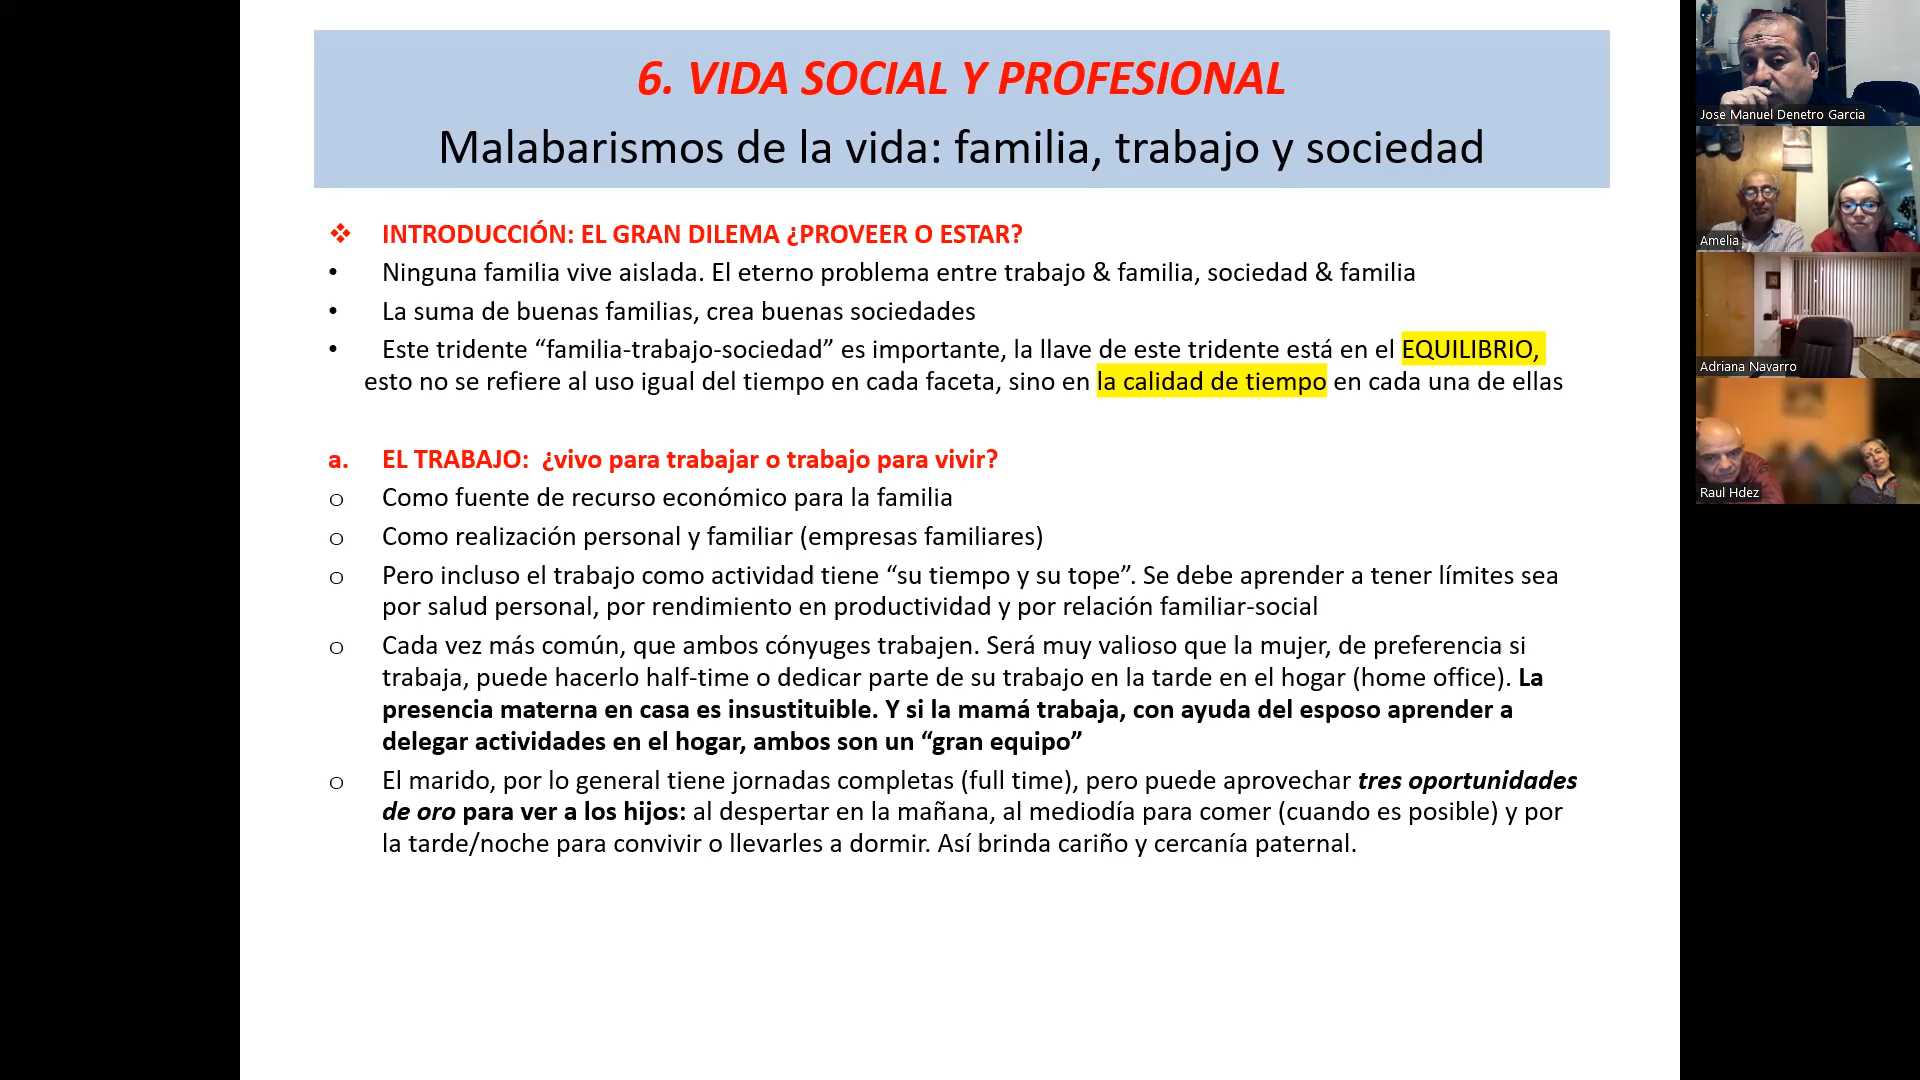 6. VIDA SOCIAL Y PROFESIONAL
Malabarismos de la vida: familia, trabajo y sociedad
❖ INTRODUCCIÓN: EL GRAN DILEMA ¿PROVEER O ESTAR?
• Ninguna familia vive aislada. El eterno problema entre trabajo & familia, sociedad & familia
• La suma de buenas familias, crea buenas sociedades
• Este tridente “familia-trabajo-sociedad” es importante, la llave de este tridente está en el EQUILIBRIO,
esto no se refiere al uso igual del tiempo en cada faceta, sino en la calidad de tiempo en cada una de ellas
a. EL TRABAJO: ¿vivo para trabajar o trabajo para vivir?
o Como fuente de recurso económico para la familia
o Como realización personal y familiar (empresas familiares)
o Pero incluso el trabajo como actividad tiene “su tiempo y su tope”. Se debe aprender a tener límites sea
por salud personal, por rendimiento en productividad y por relación familiar-social
o Cada vez más común, que ambos cónyuges trabajen. Será muy valioso que la mujer, de preferencia si
trabaja, puede hacerlo half-time o dedicar parte de su trabajo en la tarde en el hogar (home office). La
presencia materna en casa es insustituible. Y si la mamá trabaja, con ayuda del esposo aprender a
delegar actividades en el hogar, ambos son un “gran equipo”
o El marido, por lo general tiene jornadas completas (full time), pero puede aprovechar tres oportunidades
de oro para ver a los hijos: al despertar en la mañana, al mediodía para comer (cuando es posible) y por
la tarde/noche para convivir o llevarles a dormir. Así brinda cariño y cercanía paternal.
Jose Manuel Denetro Garcia
Amelia
Adriana Navarro
Raul Hdez